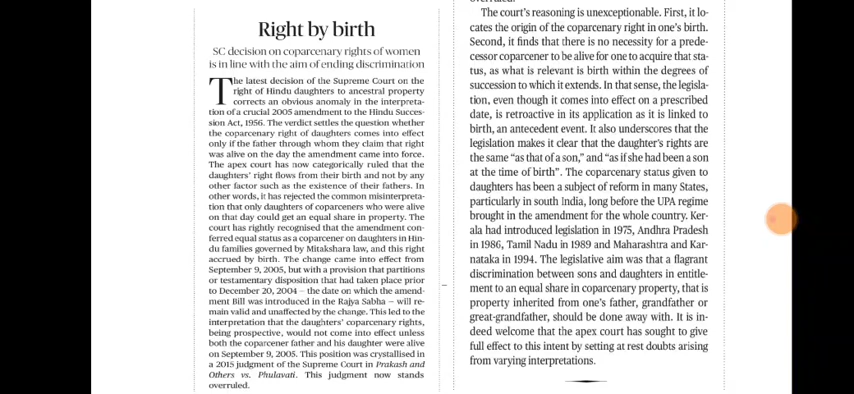 Right by birth
SC decision on coparcenary rights of women
is in line with the aim of ending discrimination
The latest decision of the Supreme Court on the
right of Hindu daughters to ancestral property
corrects an obvious anomaly in the interpreta-
tion of a crucial 2005 amendment to the Hindu Succes-
sion Act, 1956. The verdict settles the question whether
the coparcenary right of daughters comes into effect
only if the father through whom they claim that right
was alive on the day the amendment came into force.
The apex court has now categorically ruled that the
daughters' right flows from their birth and not by any
other factor such as the existence of their fathers. In
other words, it has rejected the common misinterpreta-
tion that only daughters of coparceners who were alive
on that day could get an equal share in property. The
court has rightly recognised that the amendment con-
ferred equal status as a coparcener on daughters in Hin-
du families governed by Mitakshara law, and this right
accrued by birth. The change came into effect from
September 9, 2005, but with a provision that partitions
or testamentary disposition that had taken place prior
to December 20, 2004 – the date on which the amend-
ment Bill was introduced in the Rajya Sabha – will re-
main valid and unaffected by the change. This led to the
interpretation that the daughters' coparcenary rights,
being prospective, would not come into effect unless
both the coparcener father and his daughter were alive
on September 9, 2005. This position was crystallised in
a 2015 judgment of the Supreme Court in Prakash and
Others vs. Phulavati. This judgment now stands
overruled.
The court's reasoning is unexceptionable. First, it lo-
cates the origin of the coparcenary right in one's birth.
Second, it finds that there is no necessity for a prede-
cessor coparcener to be alive for one to acquire that sta-
tus, as what is relevant is birth within the degrees of
succession to which it extends. In that sense, the legisla-
tion, even though it comes into effect on a prescribed
date, is retroactive in its application as it is linked to
birth, an antecedent event. It also underscores that the
legislation makes it clear that the daughter's rights are
the same "as that of a son," and "as if she had been a son
at the time of birth". The coparcenary status given to
daughters has been a subject of reform in many States,
particularly in south India, long before the UPA regime
brought in the amendment for the whole country. Ker-
ala had introduced legislation in 1975, Andhra Pradesh
in 1986, Tamil Nadu in 1989 and Maharashtra and Kar-
nataka in 1994. The legislative aim was that a flagrant
discrimination between sons and daughters in entitle-
ment to an equal share in coparcenary property, that is
property inherited from one's father, grandfather or
great-grandfather, should be done away with. It is in-
deed welcome that the apex court has sought to give
full effect to this intent by setting at rest doubts arising
from varying interpretations.